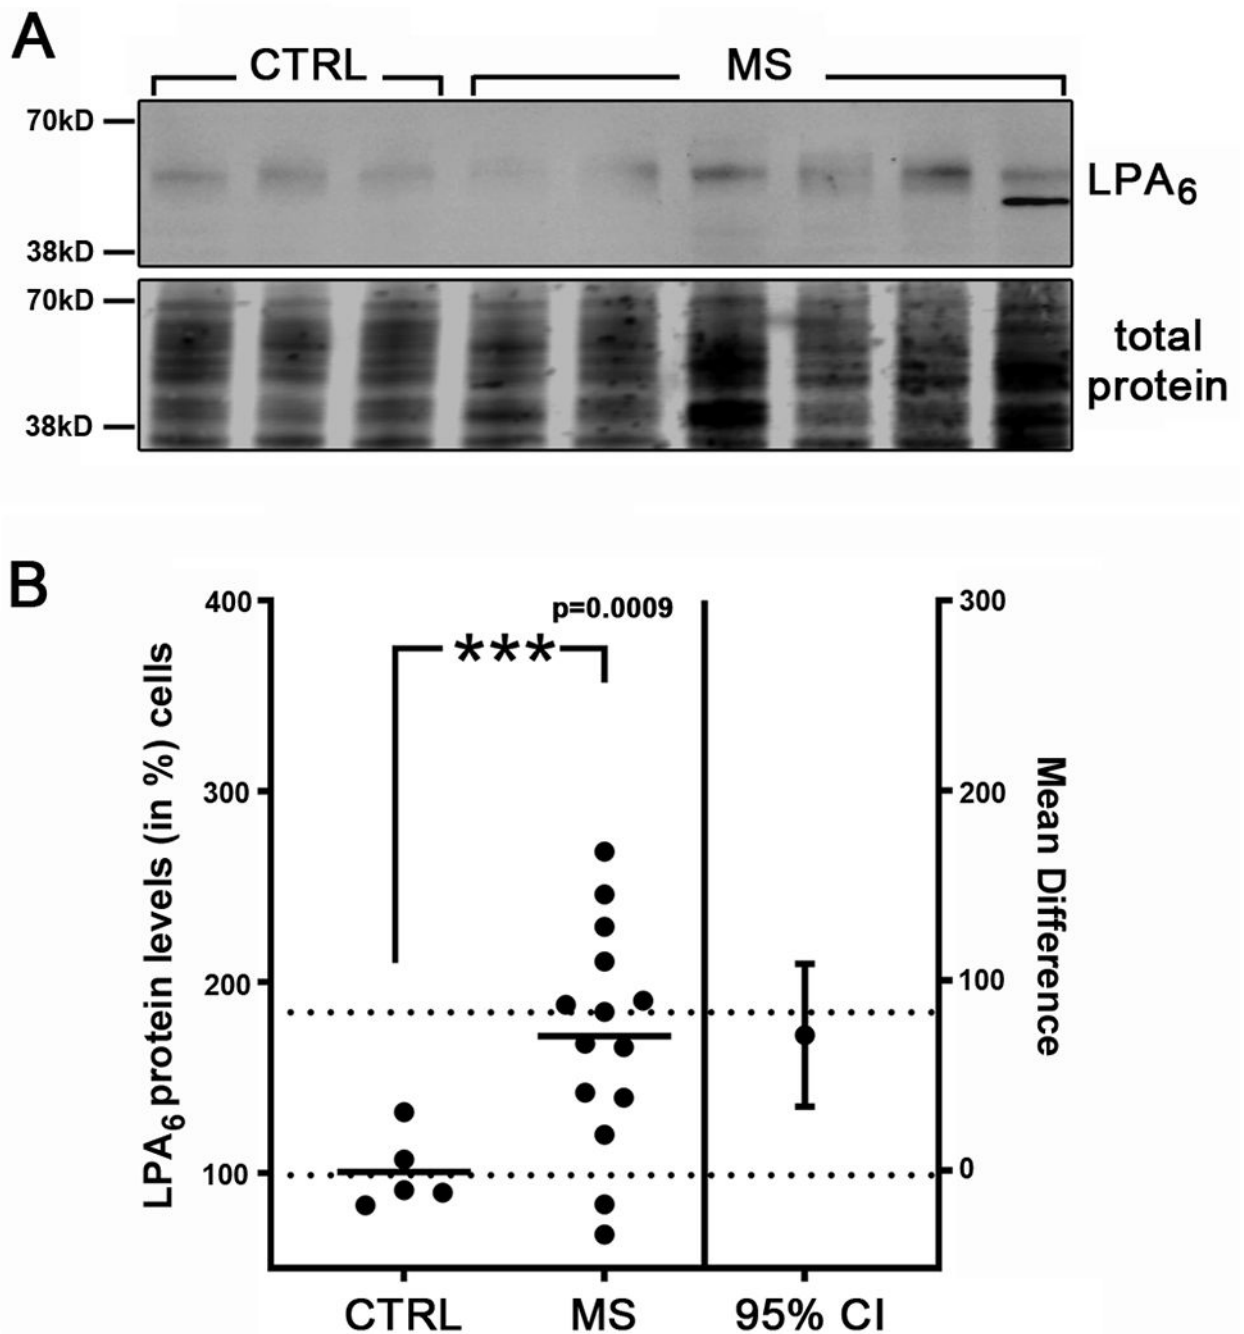 A
CTRL
MS
70kD
LPA6
38kD
70kD
total
protein
38kD
B
400
p=0.0009
300
***
LPA6 protein levels (in %) cells
300
200
Mean Difference
200
100
100
0
CTRL
MS
95% CI